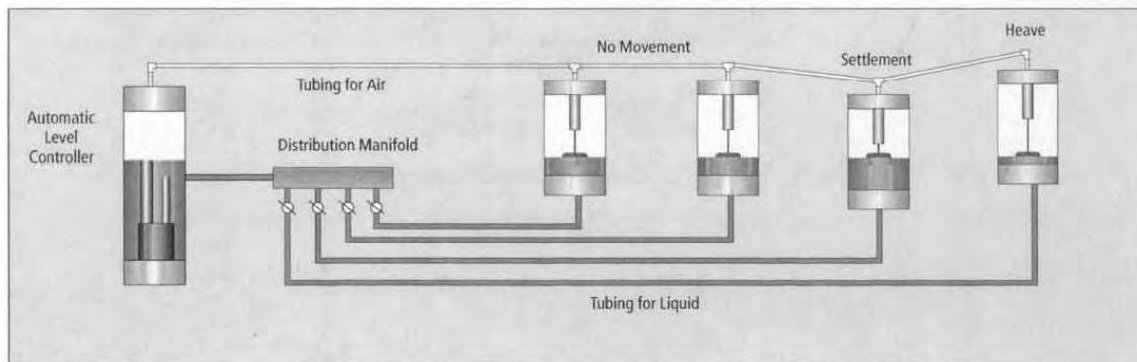 Heave
No Movement
Settlement
Tubing for Air
Automatic
Level
Controller
Distribution Manifold
Tubing for Liquid